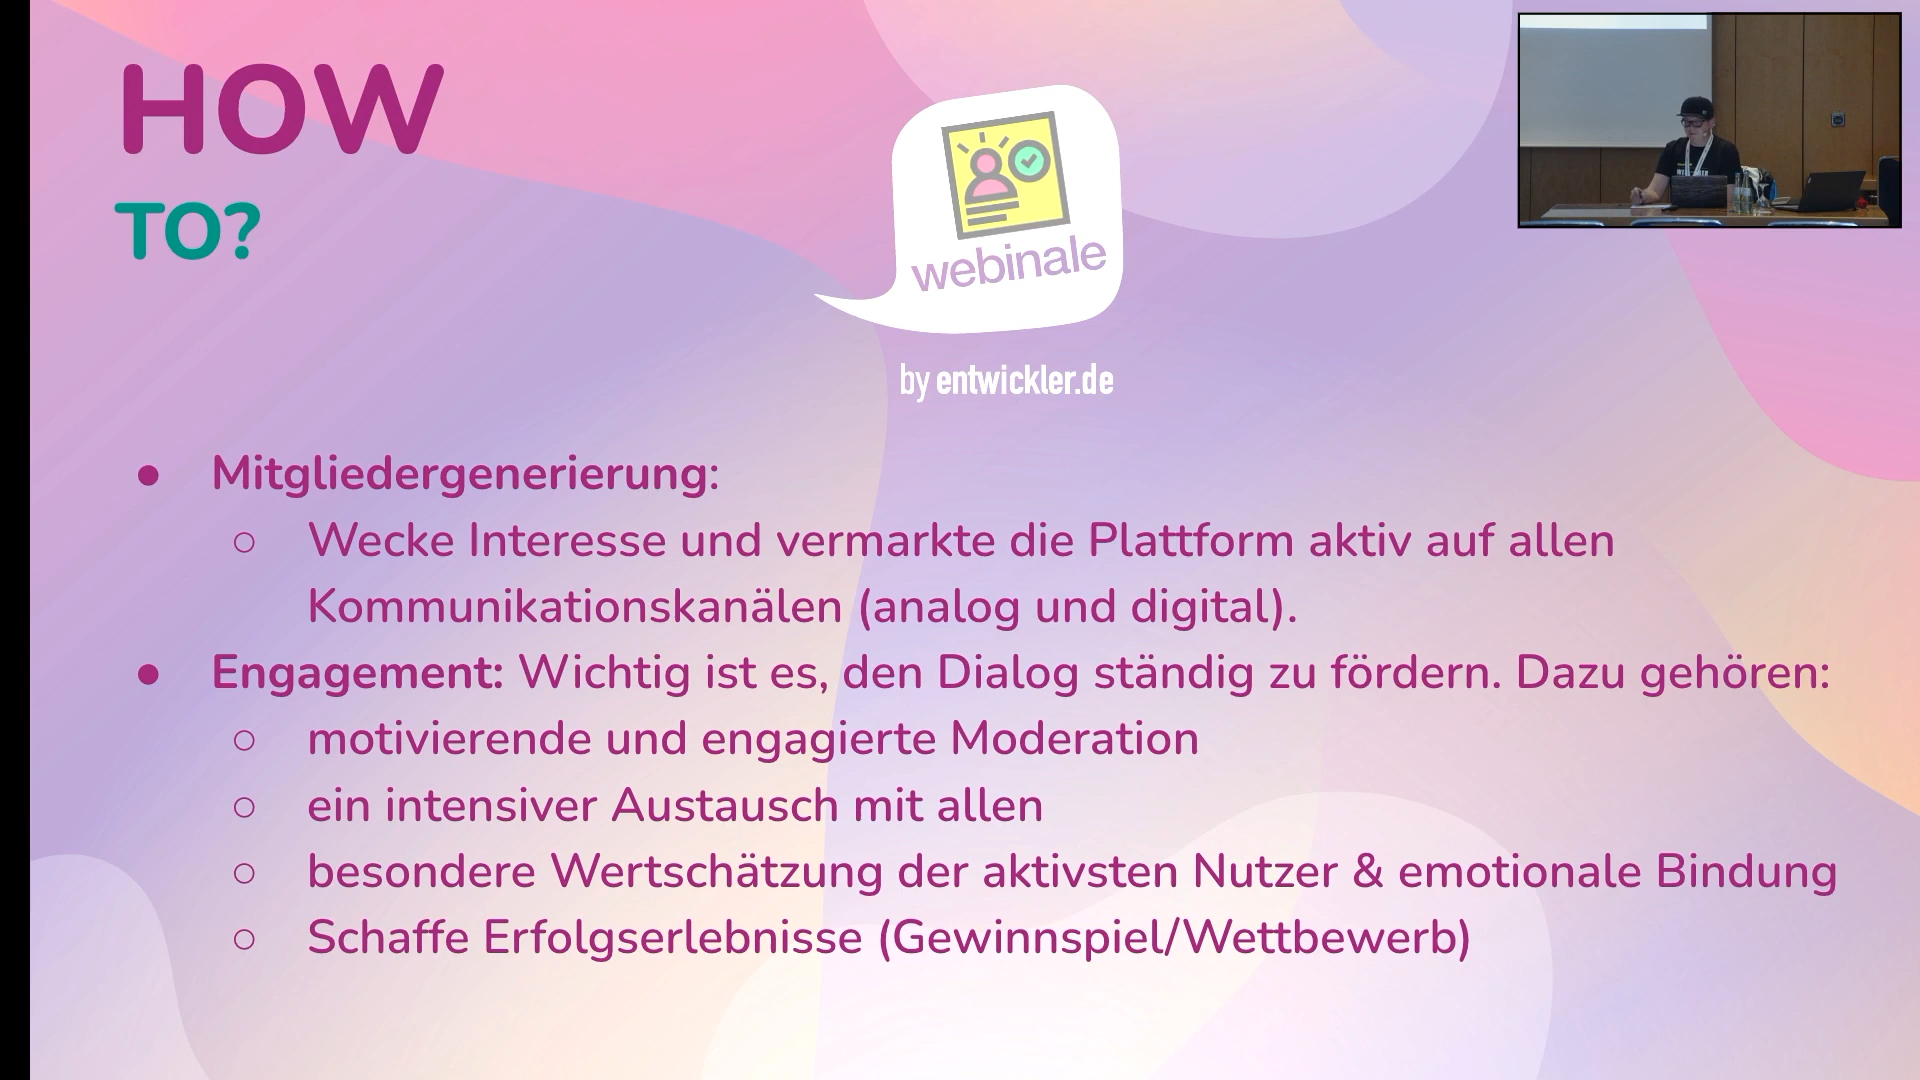 HOW
TO?
webinale
by entwickler.de
● Mitgliedergenerierung:
○ Wecke Interesse und vermarkte die Plattform aktiv auf allen
Kommunikationskanälen (analog und digital).
● Engagement: Wichtig ist es, den Dialog ständig zu fördern. Dazu gehören:
○ motivierende und engagierte Moderation
○ ein intensiver Austausch mit allen
○ besondere Wertschätzung der aktivsten Nutzer & emotionale Bindung
○ Schaffe Erfolgserlebnisse (Gewinnspiel/Wettbewerb)